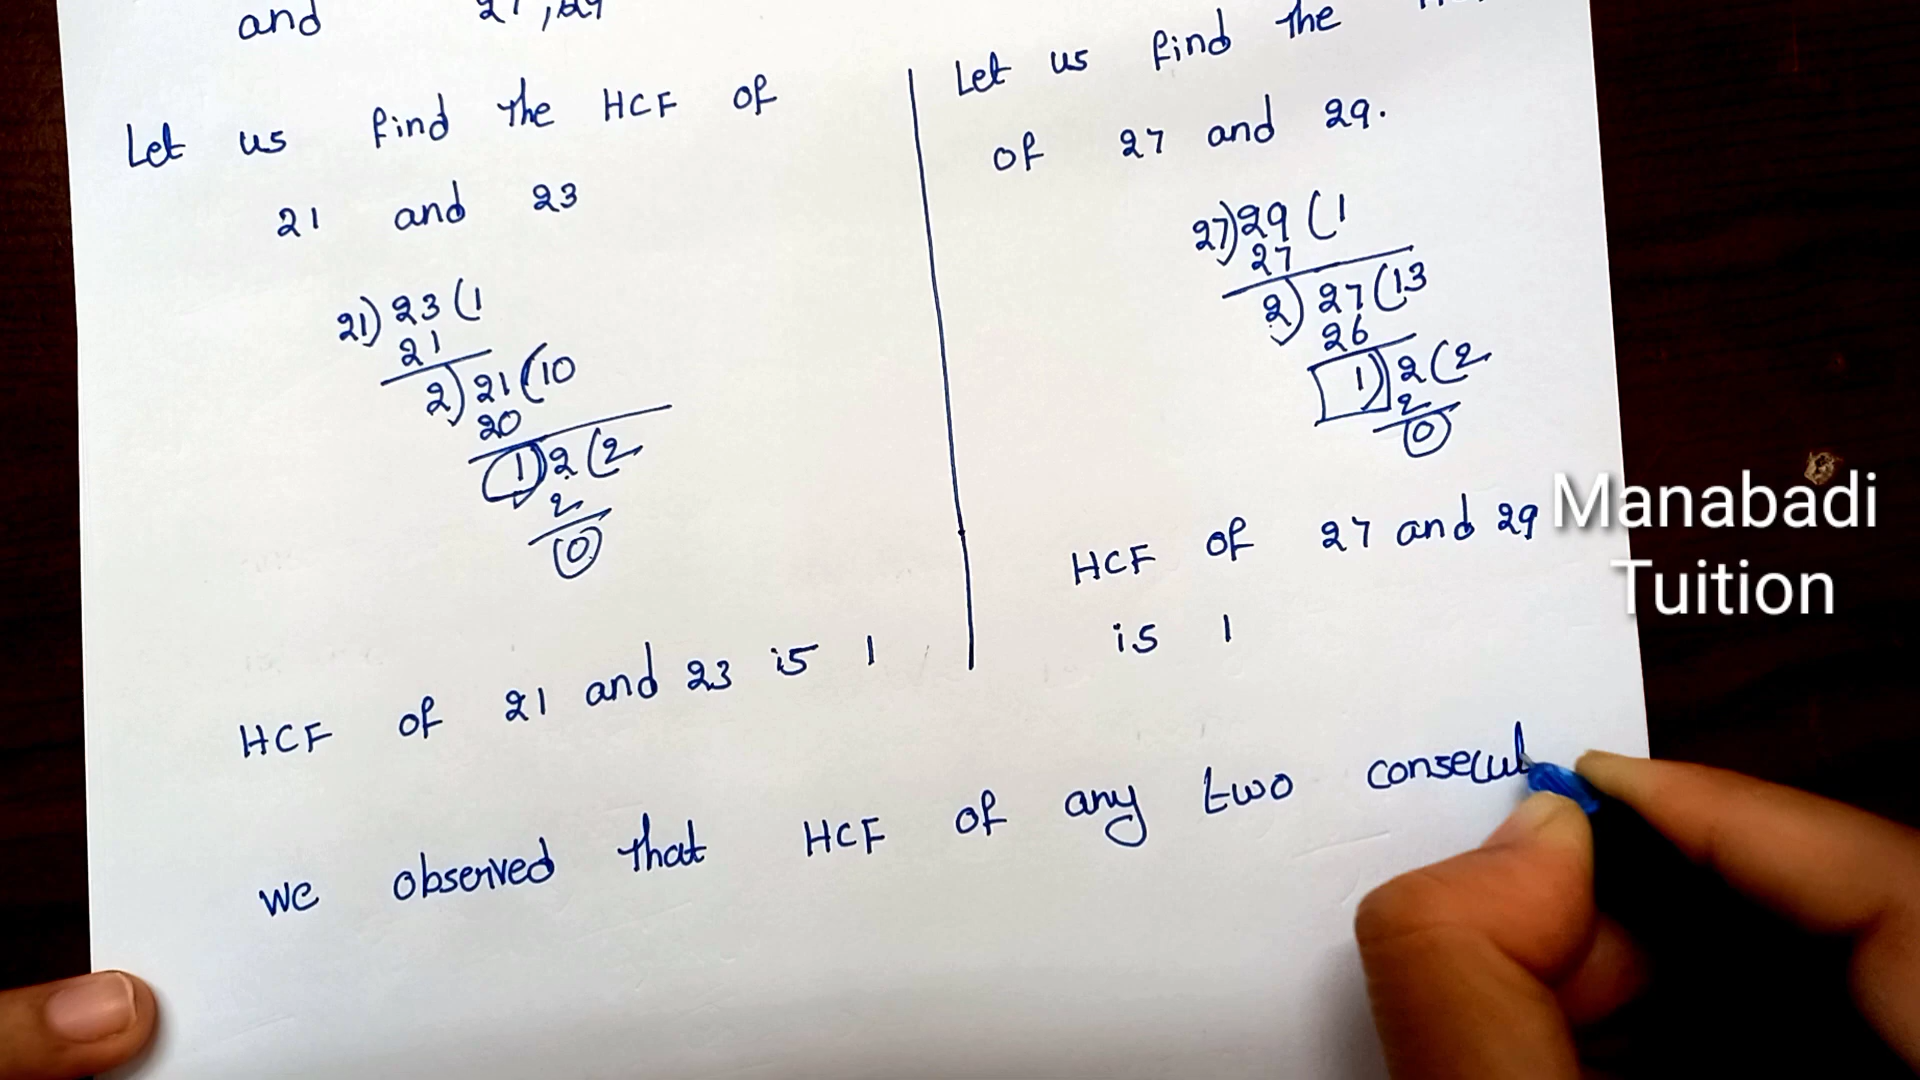 and 27, 29
Let us find the HCF of
21 and 23
21) 23 (1
21
2) 21 (10
20
1) 2 (2
2
0
HCF of 21 and 23 is 1
Let us find the
of 27 and 29.
27) 29 (1
27
2) 27 (13
26
1) 2 (2
2
0
HCF of 27 and 29
is 1
we observed that HCF of any two consecut
Manabadi
Tuition